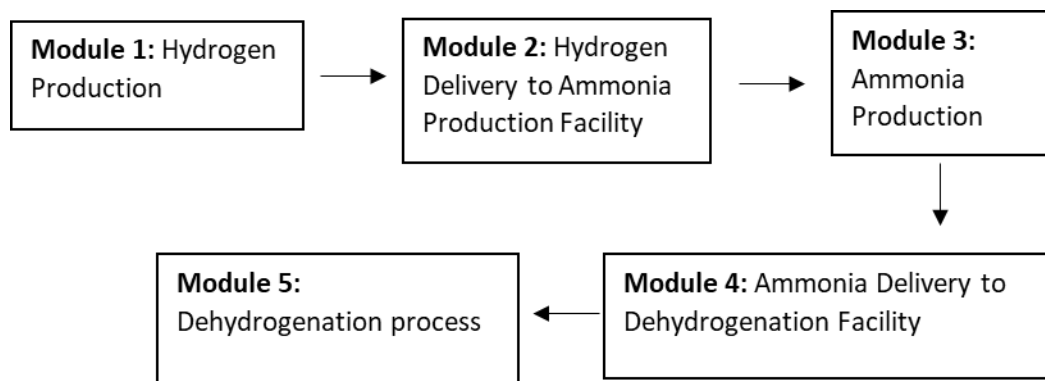 Module 1: Hydrogen
Production
Module 2: Hydrogen
Delivery to Ammonia
Production Facility
Module 3:
Ammonia
Production
Module 4: Ammonia Delivery to
Dehydrogenation Facility
Module 5:
Dehydrogenation process